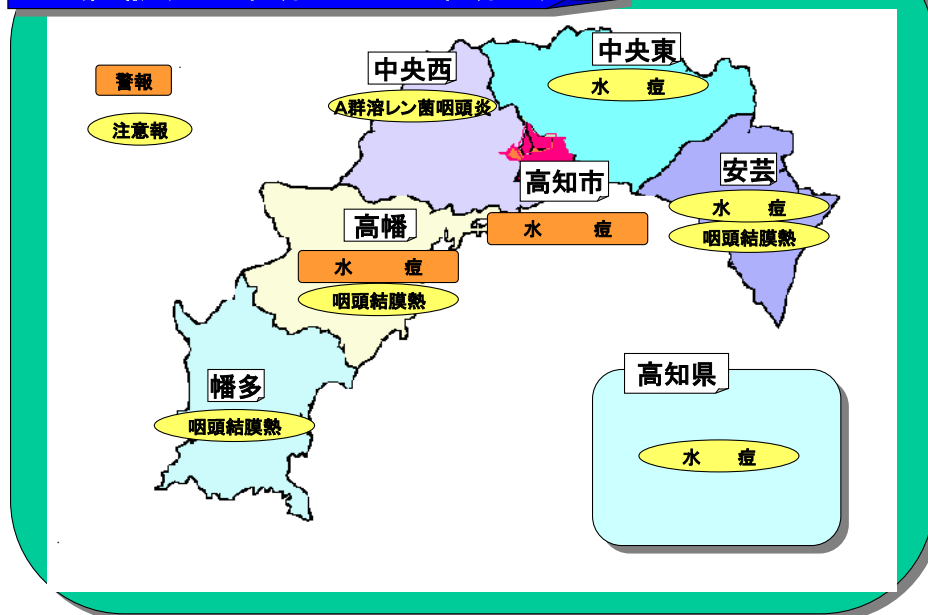 警報
注意報
中央西
A群溶レン菌咽頭炎
中央東
水　痘
高知市
水　痘
安芸
水　痘
咽頭結膜熱
高幡
水　痘
咽頭結膜熱
幡多
咽頭結膜熱
高知県
水　痘